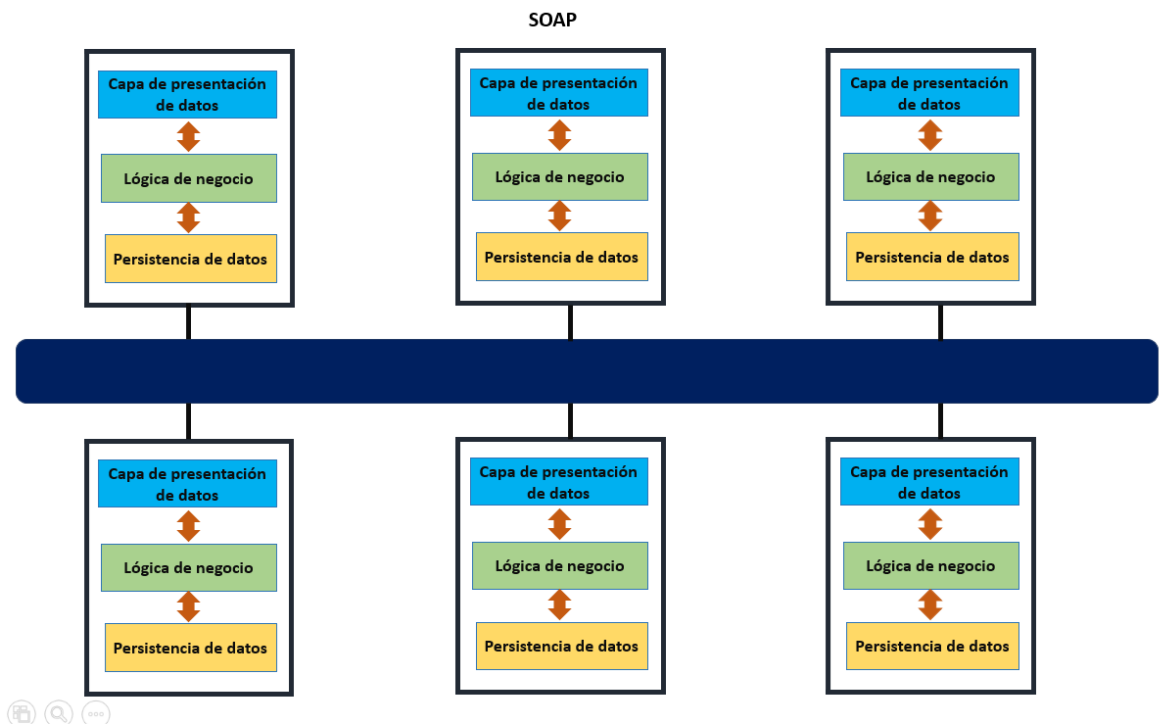 SOAP
Capa de presentación
de datos
Lógica de negocio
Persistencia de datos
Capa de presentación
de datos
Lógica de negocio
Persistencia de datos
Capa de presentación
de datos
Lógica de negocio
Persistencia de datos
Capa de presentación
de datos
Lógica de negocio
Persistencia de datos
Capa de presentación
de datos
Lógica de negocio
Persistencia de datos
Capa de presentación
de datos
Lógica de negocio
Persistencia de datos